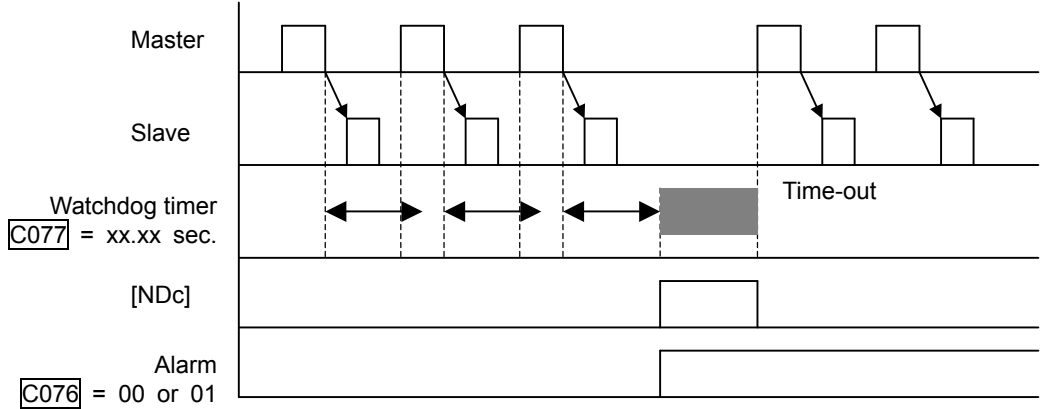 Master
Slave
Watchdog timer
C077 = xx.xx sec.
Time-out
[NDc]
Alarm
C076 = 00 or 01